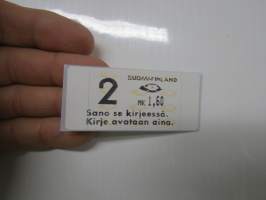 SUOMI-FINLAND
2
MK 1,60
Sano se kirjeessä.
Kirje avataan aina.